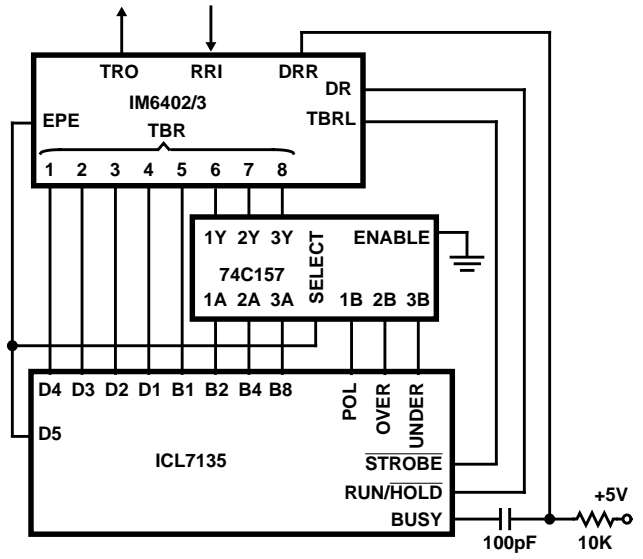 TRO RRI DRR
DR
IM6402/3
TBRL
EPE
TBR
1 2 3 4 5 6 7 8
1Y 2Y 3Y SELECT ENABLE
74C157
1A 2A 3A 1B 2B 3B
D4 D3 D2 D1 B1 B2 B4 B8 POL OVER UNDER
D5
ICL7135
STROBE
RUN/HOLD
+5V
BUSY
100pF 10K